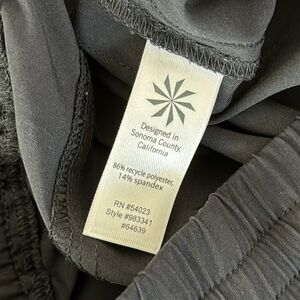 Designed in
Sonoma County,
California
86% recycle polyester,
14% spandex
RN #54023
Style #983341
#64639